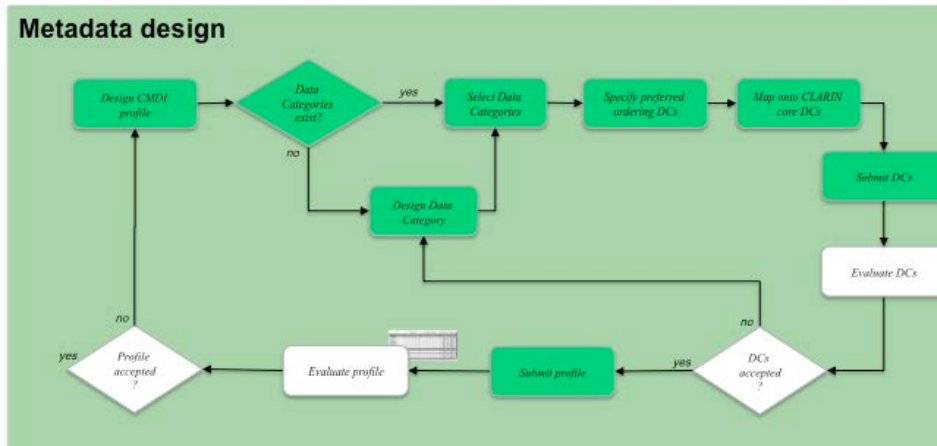 Metadata design
Design CMDI
profile
Data
Categories
exist?
yes
Select Data
Categories
Specify preferred
ordering DCs
Map onto CLARIN
core DCs
no
Design Data
Category
Submit DCs
Evaluate DCs
no
DCs
accepted
?
yes
Submit profile
Evaluate profile
no
yes
Profile
accepted
?